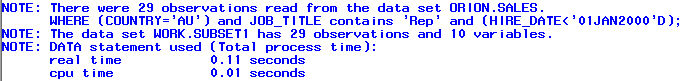 NOTE: There were 29 observations read from the data set ORION.SALES.
WHERE (COUNTRY='AU') and JOB_TITLE contains 'Rep' and (HIRE_DATE<'01JAN2000'D);
NOTE: The data set WORK.SUBSET1 has 29 observations and 10 variables.
NOTE: DATA statement used (Total process time):
real time 0.11 seconds
cpu time 0.01 seconds